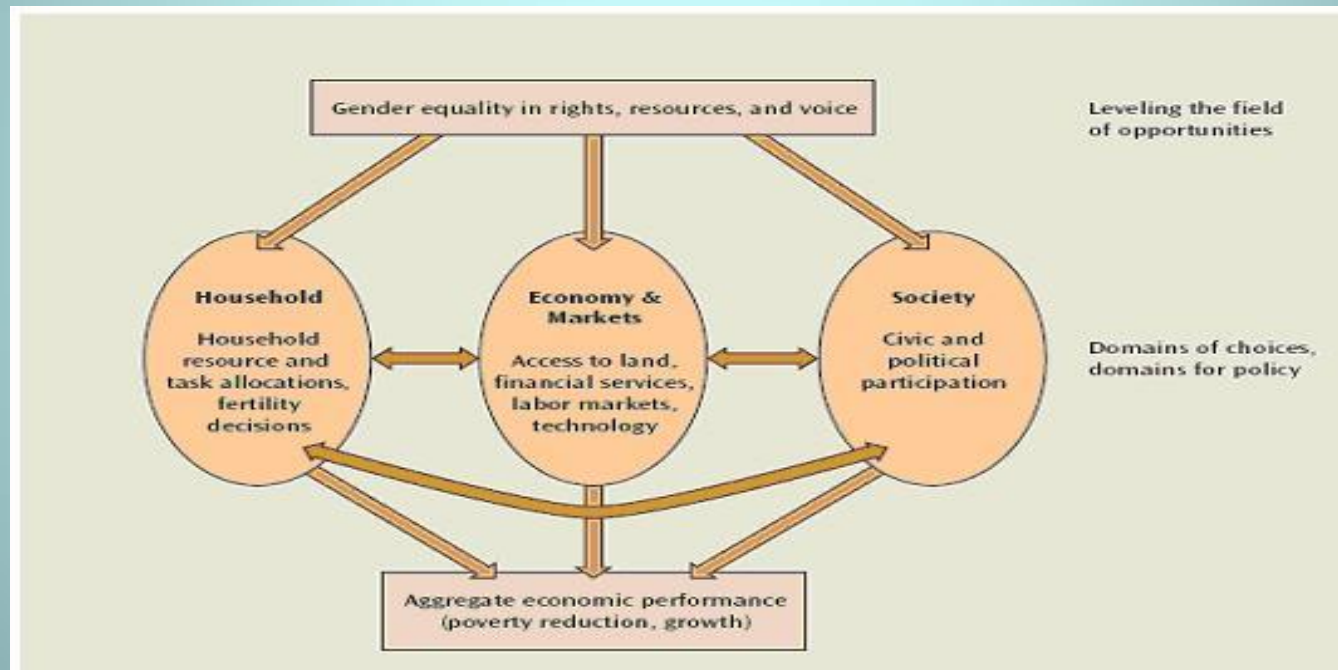 Gender equality in rights, resources, and voice
Leveling the field
of opportunities
Household
Household
resource and
task allocations,
fertility
decisions
Economy &
Markets
Access to land,
financial services,
labor markets,
technology
Society
Civic and
political
participation
Domains of choices,
domains for policy
Aggregate economic performance
(poverty reduction, growth)